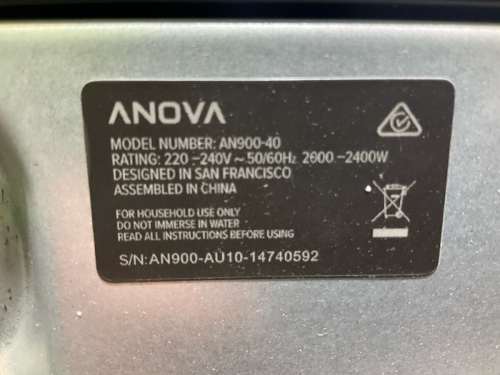 ANOVA
MODEL NUMBER: AN900-40
RATING: 220 –240V ~ 50/60Hz 2000 –2400W
DESIGNED IN SAN FRANCISCO
ASSEMBLED IN CHINA
FOR HOUSEHOLD USE ONLY
DO NOT IMMERSE IN WATER
READ ALL INSTRUCTIONS BEFORE USING
S/N:AN900-AU10-14740592